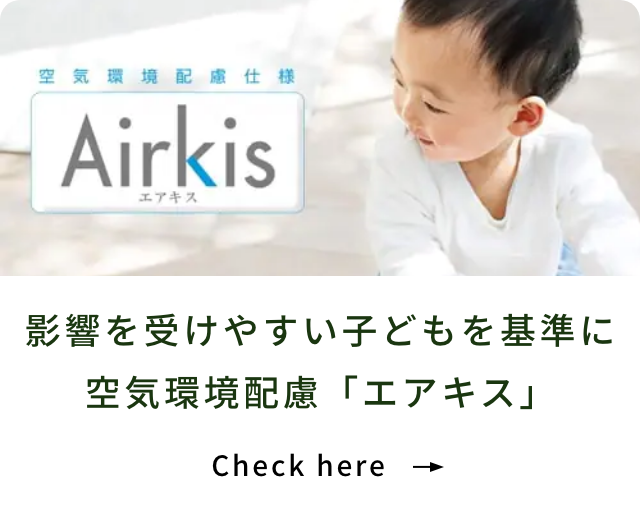 空気環境配慮仕様
Airkis
エアキス
影響を受けやすい子どもを基準に
空気環境配慮「エアキス」
Check here →